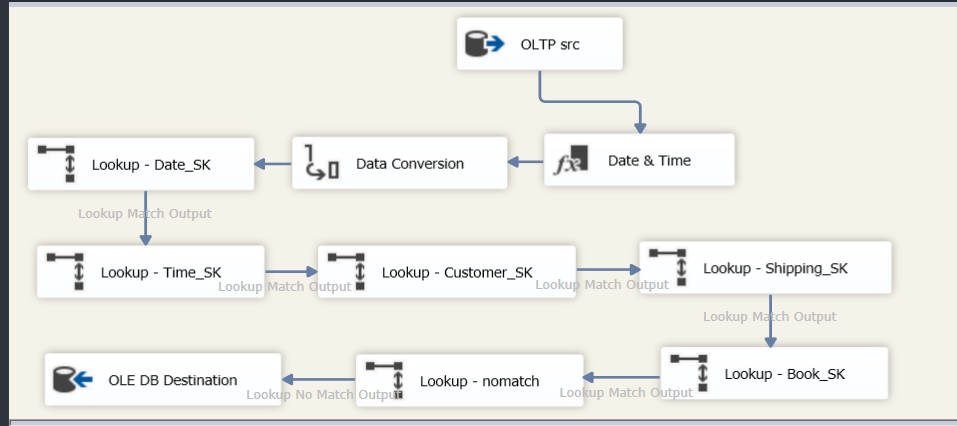 OLTP src
Date & Time
Data Conversion
Lookup - Date_SK
Lookup Match Output
Lookup - Time_SK
Lookup Match Output
Lookup - Customer_SK
Lookup Match Output
Lookup - Shipping_SK
Lookup Match Output
Lookup - Book_SK
Lookup Match Output
Lookup - nomatch
Lookup No Match Output
OLE DB Destination